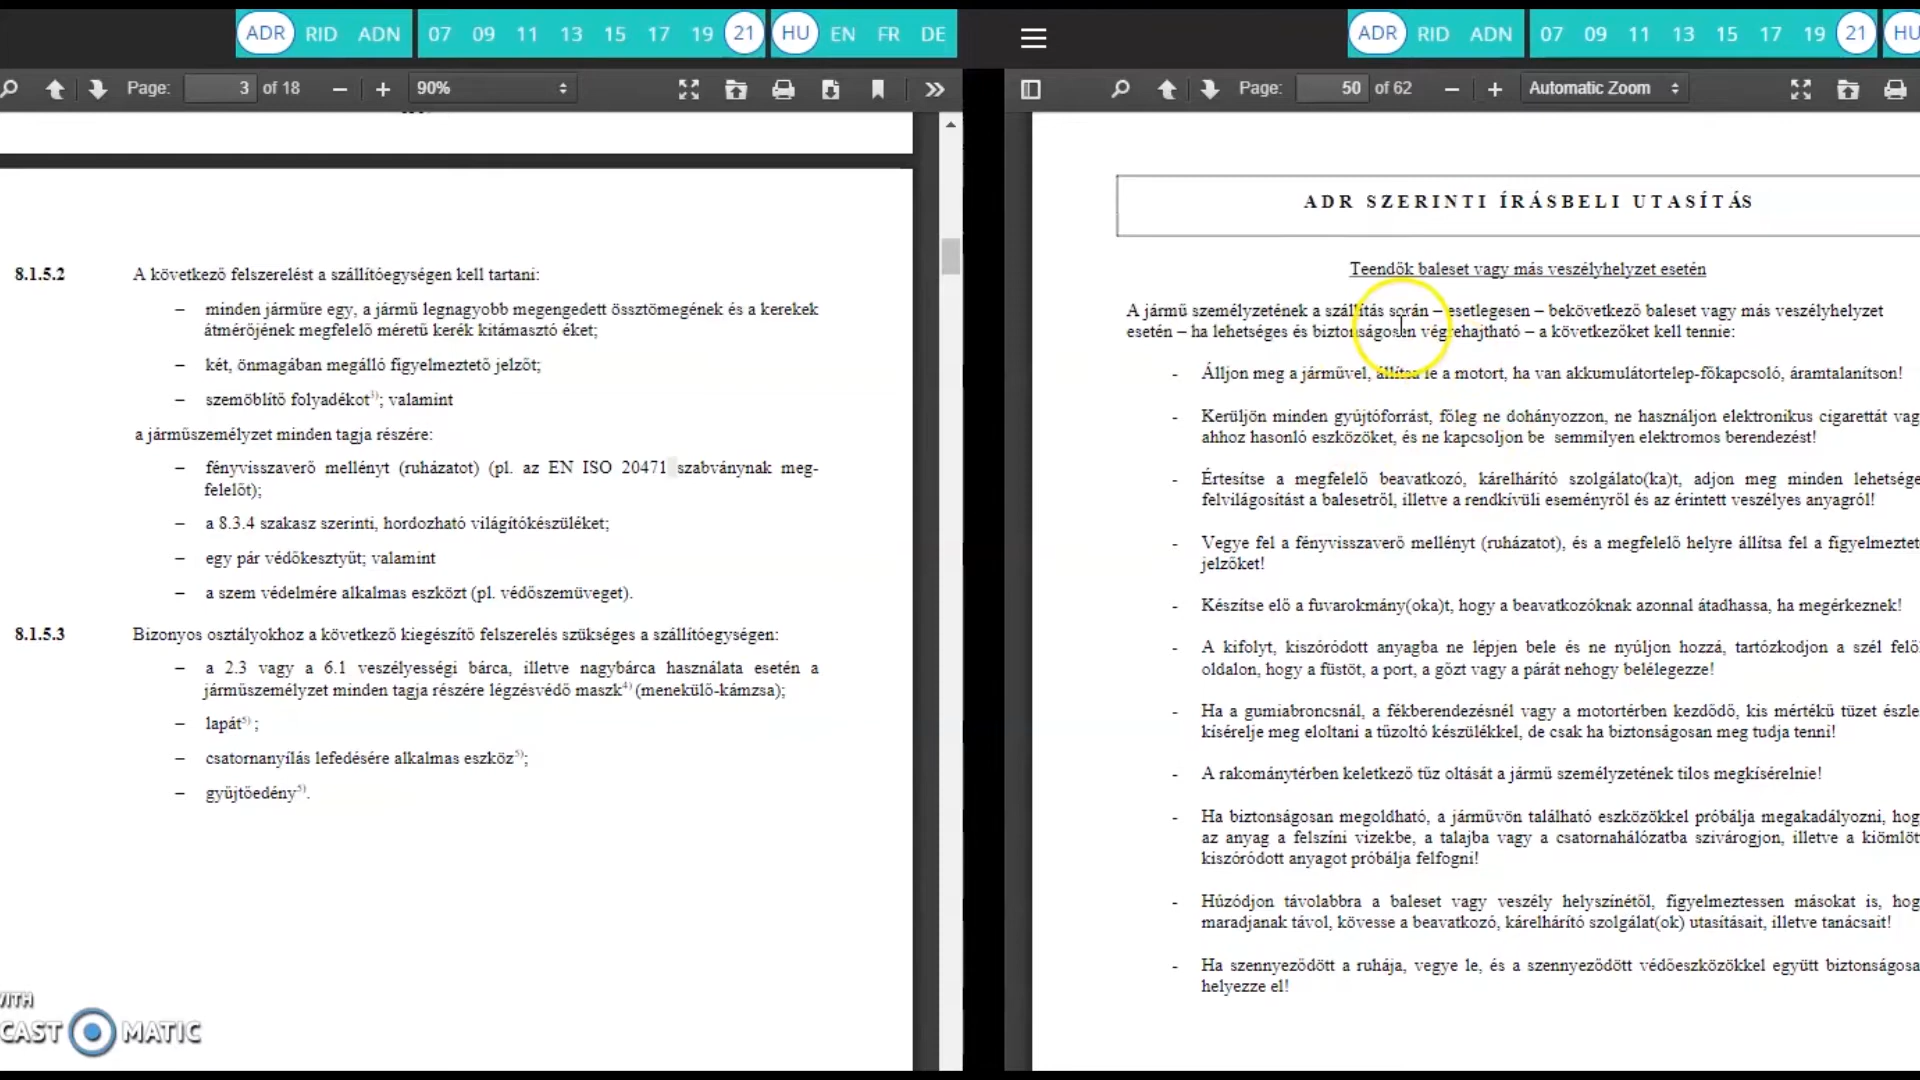 ADR RID ADN 07 09 11 13 15 17 19 21 HU EN FR DE
Page: 3 of 18 90%
8.1.5.2 A következő felszerelést a szállítóegységen kell tartani:
– minden járműre egy, a jármű legnagyobb megengedett össztömegének és a kerekek
átmérőjének megfelelő méretű kerék kitámasztó éket;
– két, önmagában megálló figyelmeztető jelzőt;
– szemöblítő folyadékot3); valamint
a járműszemélyzet minden tagja részére:
– fényvisszaverő mellényt (ruházatot) (pl. az EN ISO 20471 szabványnak meg-
felelőt);
– a 8.3.4 szakasz szerinti, hordozható világítókészüléket;
– egy pár védőkesztyűt; valamint
– a szem védelmére alkalmas eszközt (pl. védőszemüveget).
8.1.5.3 Bizonyos osztályokhoz a következő kiegészítő felszerelés szükséges a szállítóegységen:
– a 2.3 vagy a 6.1 veszélyességi bárca, illetve nagybárca használata esetén a
járműszemélyzet minden tagja részére légzésvédő maszk4) (menekülő-kámzsa);
– lapát5) ;
– csatornanyílás lefedésére alkalmas eszköz5);
– gyűjtőedény5).
WITH
CAST MATIC
ADR RID ADN 07 09 11 13 15 17 19 21 HU
Page: 50 of 62 Automatic Zoom
ADR SZERINTI ÍRÁSBELI UTASÍTÁS
Teendők baleset vagy más veszélyhelyzet esetén
A jármű személyzetének a szállítás során – esetlegesen – bekövetkező baleset vagy más veszélyhelyzet
esetén – ha lehetséges és biztonságosan végrehajtható – a következőket kell tennie:
- Álljon meg a járművel, állítsa le a motort, ha van akkumulátortelep-főkapcsoló, áramtalanítson!
- Kerüljön minden gyújtóforrást, főleg ne dohányozzon, ne használjon elektronikus cigarettát vag
ahhoz hasonló eszközöket, és ne kapcsoljon be semmilyen elektromos berendezést!
- Értesítse a megfelelő beavatkozó, kárelhárító szolgálato(ka)t, adjon meg minden lehetsége
felvilágosítást a balesetről, illetve a rendkívüli eseményről és az érintett veszélyes anyagról!
- Vegye fel a fényvisszaverő mellényt (ruházatot), és a megfelelő helyre állítsa fel a figyelmeztet
jelzőket!
- Készítse elő a fuvarokmány(oka)t, hogy a beavatkozóknak azonnal átadhassa, ha megérkeznek!
- A kifolyt, kiszóródott anyagba ne lépjen bele és ne nyúljon hozzá, tartózkodjon a szél felől
oldalon, hogy a füstöt, a port, a gőzt vagy a párát nehogy belélegezze!
- Ha a gumiabroncsnál, a fékberendezésnél vagy a motortérben kezdődő, kis mértékű tüzet észle
kísérelje meg eloltani a tűzoltó készülékkel, de csak ha biztonságosan meg tudja tenni!
- A rakománytérben keletkező tűz oltását a jármű személyzetének tilos megkísérelnie!
- Ha biztonságosan megoldható, a járművön található eszközökkel próbálja megakadályozni, hog
az anyag a felszíni vizekbe, a talajba vagy a csatornahálózatba szivárogjon, illetve a kiömlött
kiszóródott anyagot próbálja felfogni!
- Húzódjon távolabbra a baleset vagy veszély helyszínétől, figyelmeztessen másokat is, hog
maradjanak távol, kövesse a beavatkozó, kárelhárító szolgálat(ok) utasításait, illetve tanácsait!
- Ha szennyeződött a ruhája, vegye le, és a szennyeződött védőeszközökkel együtt biztonságosa
helyezze el!